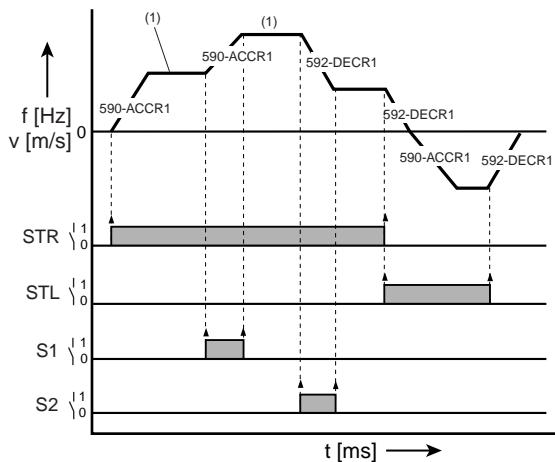 (1)
(1)
590-ACCR1
592-DECR1
590-ACCR1
592-DECR1
f [Hz]
v [m/s]
0
590-ACCR1
592-DECR1
STR
1
0
STL
1
0
S1
1
0
S2
1
0
t [ms]